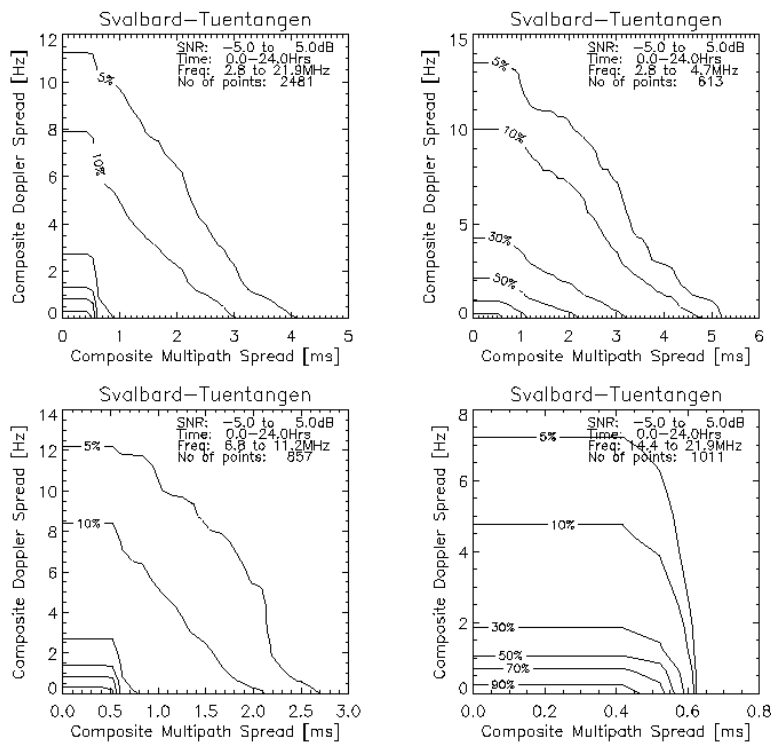 Svalbard-Tuentangen
SNR: -5.0 to 5.0dB
Time: 0.0-24.0Hrs
Freq: 2.8 to 21.9MHz
No of points: 2481
Composite Doppler Spread [Hz]
12
10
8
6
4
2
0
5%
10%
0 1 2 3 4 5
Composite Multipath Spread [ms]
Svalbard-Tuentangen
SNR: -5.0 to 5.0dB
Time: 0.0-24.0Hrs
Freq: 2.8 to 4.7MHz
No of points: 613
Composite Doppler Spread [Hz]
15
10
5
0
5%
10%
30%
50%
0 1 2 3 4 5 6
Composite Multipath Spread [ms]
Svalbard-Tuentangen
SNR: -5.0 to 5.0dB
Time: 0.0-24.0Hrs
Freq: 6.8 to 11.2MHz
No of points: 857
Composite Doppler Spread [Hz]
14
12
10
8
6
4
2
0
5%
10%
0.0 0.5 1.0 1.5 2.0 2.5 3.0
Composite Multipath Spread [ms]
Svalbard-Tuentangen
SNR: -5.0 to 5.0dB
Time: 0.0-24.0Hrs
Freq: 14.4 to 21.9MHz
No of points: 1011
Composite Doppler Spread [Hz]
8
6
4
2
0
5%
10%
30%
50%
70%
90%
0.0 0.2 0.4 0.6 0.8
Composite Multipath Spread [ms]